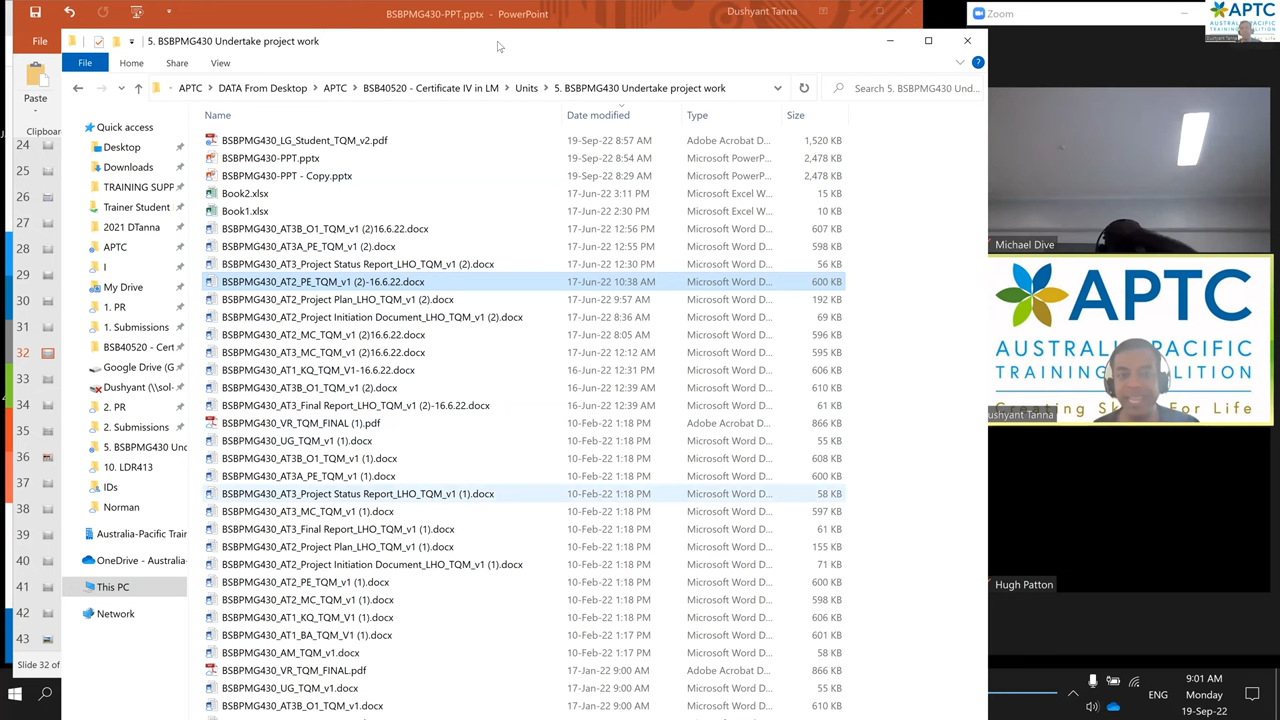 BSBPMG430-PPT.pptx - PowerPoint
Dushyant Tanna
Zoom
APTC
File
5. BSBPMG430 Undertake project work
File
Home
Share
View
Paste
Clipboard
APTC
DATA From Desktop
APTC
BSB40520 - Certificate IV in LM
Units
5. BSBPMG430 Undertake project work
Search 5. BSBPMG430 Und...
Name
Type
Size
Quick access
Desktop
Downloads
TRAINING SUPP
Trainer Student
2021 DTanna
APTC
I
My Drive
1. PR
1. Submissions
BSB40520 - Cert
Google Drive (G
Dushyant (\\sol-
2. PR
2. Submissions
5. BSBPMG430 Und
10. LDR413
IDs
Norman
Australia-Pacific Train
OneDrive - Australia-
This PC
Network
24
25
26
27
28
29
30
31
32
33
34
35
36
37
38
39
40
41
42
43
Slide 32 of
BSBPMG430_LG_Student_TQM_v2.pdf 19-Sep-22 8:57 AM Adobe Acrobat D... 1,520 KB
BSBPMG430-PPT.pptx 19-Sep-22 8:54 AM Microsoft PowerP... 2,478 KB
BSBPMG430-PPT - Copy.pptx 19-Sep-22 8:29 AM Microsoft PowerP... 2,478 KB
Book2.xlsx 17-Jun-22 3:11 PM Microsoft Excel W... 15 KB
Book1.xlsx 17-Jun-22 2:30 PM Microsoft Excel W... 10 KB
BSBPMG430_AT3B_O1_TQM_v1 (2)16.6.22.docx 17-Jun-22 12:56 PM Microsoft Word D... 607 KB
BSBPMG430_AT3A_PE_TQM_v1 (2).docx 17-Jun-22 12:55 PM Microsoft Word D... 598 KB
BSBPMG430_AT3_Project Status Report_LHO_TQM_v1 (2).docx 17-Jun-22 12:30 PM Microsoft Word D... 56 KB
BSBPMG430_AT2_PE_TQM_v1 (2)-16.6.22.docx 17-Jun-22 10:38 AM Microsoft Word D... 600 KB
BSBPMG430_AT2_Project Plan_LHO_TQM_v1 (2).docx 17-Jun-22 9:57 AM Microsoft Word D... 192 KB
BSBPMG430_AT2_Project Initiation Document_LHO_TQM_v1 (2).docx 17-Jun-22 8:36 AM Microsoft Word D... 69 KB
BSBPMG430_AT2_MC_TQM_v1 (2)16.6.22.docx 17-Jun-22 8:05 AM Microsoft Word D... 596 KB
BSBPMG430_AT3_MC_TQM_v1 (2)16.6.22.docx 17-Jun-22 12:12 AM Microsoft Word D... 595 KB
BSBPMG430_AT1_KQ_TQM_V1-16.6.22.docx 16-Jun-22 12:31 PM Microsoft Word D... 606 KB
BSBPMG430_AT3B_O1_TQM_v1 (2).docx 16-Jun-22 12:39 AM Microsoft Word D... 610 KB
BSBPMG430_AT3_Final Report_LHO_TQM_v1 (2)-16.6.22.docx 16-Jun-22 12:39 AM Microsoft Word D... 61 KB
BSBPMG430_VR_TQM_FINAL (1).pdf 10-Feb-22 1:18 PM Adobe Acrobat D... 866 KB
BSBPMG430_UG_TQM_v1 (1).docx 10-Feb-22 1:18 PM Microsoft Word D... 55 KB
BSBPMG430_AT3B_O1_TQM_v1 (1).docx 10-Feb-22 1:18 PM Microsoft Word D... 608 KB
BSBPMG430_AT3A_PE_TQM_v1 (1).docx 10-Feb-22 1:18 PM Microsoft Word D... 600 KB
BSBPMG430_AT3_Project Status Report_LHO_TQM_v1 (1).docx 10-Feb-22 1:18 PM Microsoft Word D... 58 KB
BSBPMG430_AT3_MC_TQM_v1 (1).docx 10-Feb-22 1:18 PM Microsoft Word D... 597 KB
BSBPMG430_AT3_Final Report_LHO_TQM_v1 (1).docx 10-Feb-22 1:18 PM Microsoft Word D... 61 KB
BSBPMG430_AT2_Project Plan_LHO_TQM_v1 (1).docx 10-Feb-22 1:18 PM Microsoft Word D... 155 KB
BSBPMG430_AT2_Project Initiation Document_LHO_TQM_v1 (1).docx 10-Feb-22 1:18 PM Microsoft Word D... 71 KB
BSBPMG430_AT2_PE_TQM_v1 (1).docx 10-Feb-22 1:18 PM Microsoft Word D... 600 KB
BSBPMG430_AT2_MC_TQM_v1 (1).docx 10-Feb-22 1:18 PM Microsoft Word D... 598 KB
BSBPMG430_AT1_KQ_TQM_V1 (1).docx 10-Feb-22 1:18 PM Microsoft Word D... 606 KB
BSBPMG430_AT1_BA_TQM_V1 (1).docx 10-Feb-22 1:17 PM Microsoft Word D... 601 KB
BSBPMG430_AM_TQM_v1.docx 10-Feb-22 1:17 PM Microsoft Word D... 58 KB
BSBPMG430_VR_TQM_FINAL.pdf 17-Jan-22 9:00 AM Adobe Acrobat D... 866 KB
BSBPMG430_UG_TQM_v1.docx 17-Jan-22 9:00 AM Microsoft Word D... 55 KB
BSBPMG430_AT3B_O1_TQM_v1.docx 17-Jan-22 9:00 AM Microsoft Word D... 610 KB
Michael Dive
APTC
AUSTRALIA PACIFIC
TRAINING COALITION
Creating Sk For Life
ushyant Tanna
Hugh Patton
ENG
9:01 AM
Monday
19-Sep-22